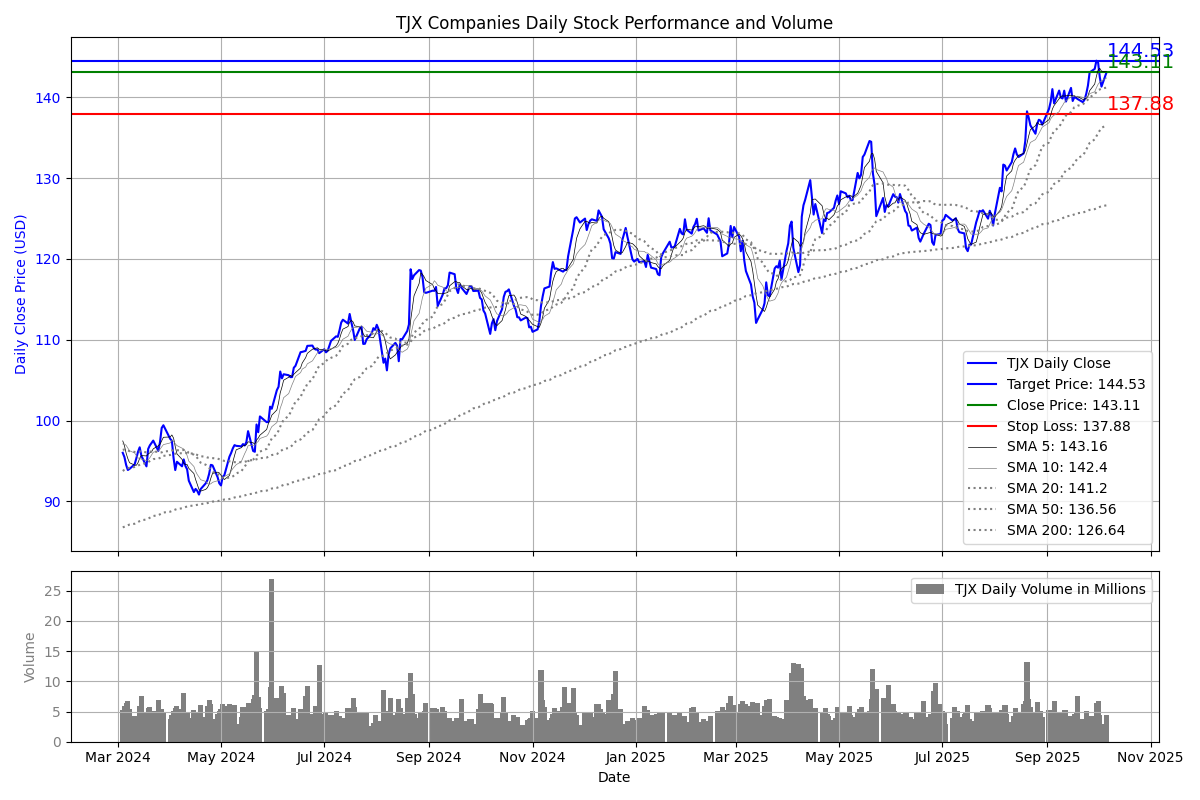 TJX Companies Daily Stock Performance and Volume
144.53
143.11
137.88
Daily Close Price (USD)
140
130
120
110
100
90
TJX Daily Close
Target Price: 144.53
Close Price: 143.11
Stop Loss: 137.88
SMA 5: 143.16
SMA 10: 142.4
SMA 20: 141.2
SMA 50: 136.56
SMA 200: 126.64
Volume
25
20
15
10
5
0
TJX Daily Volume in Millions
Mar 2024 May 2024 Jul 2024 Sep 2024 Nov 2024 Jan 2025 Mar 2025 May 2025 Jul 2025 Sep 2025 Nov 2025
Date